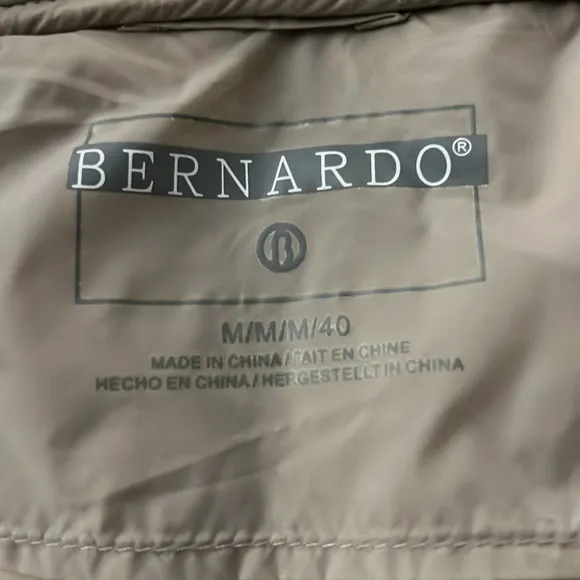 BERNARDO®
B
M/M/M/40
MADE IN CHINA / FAIT EN CHINE
HECHO EN CHINA / HERGESTELLT IN CHINA